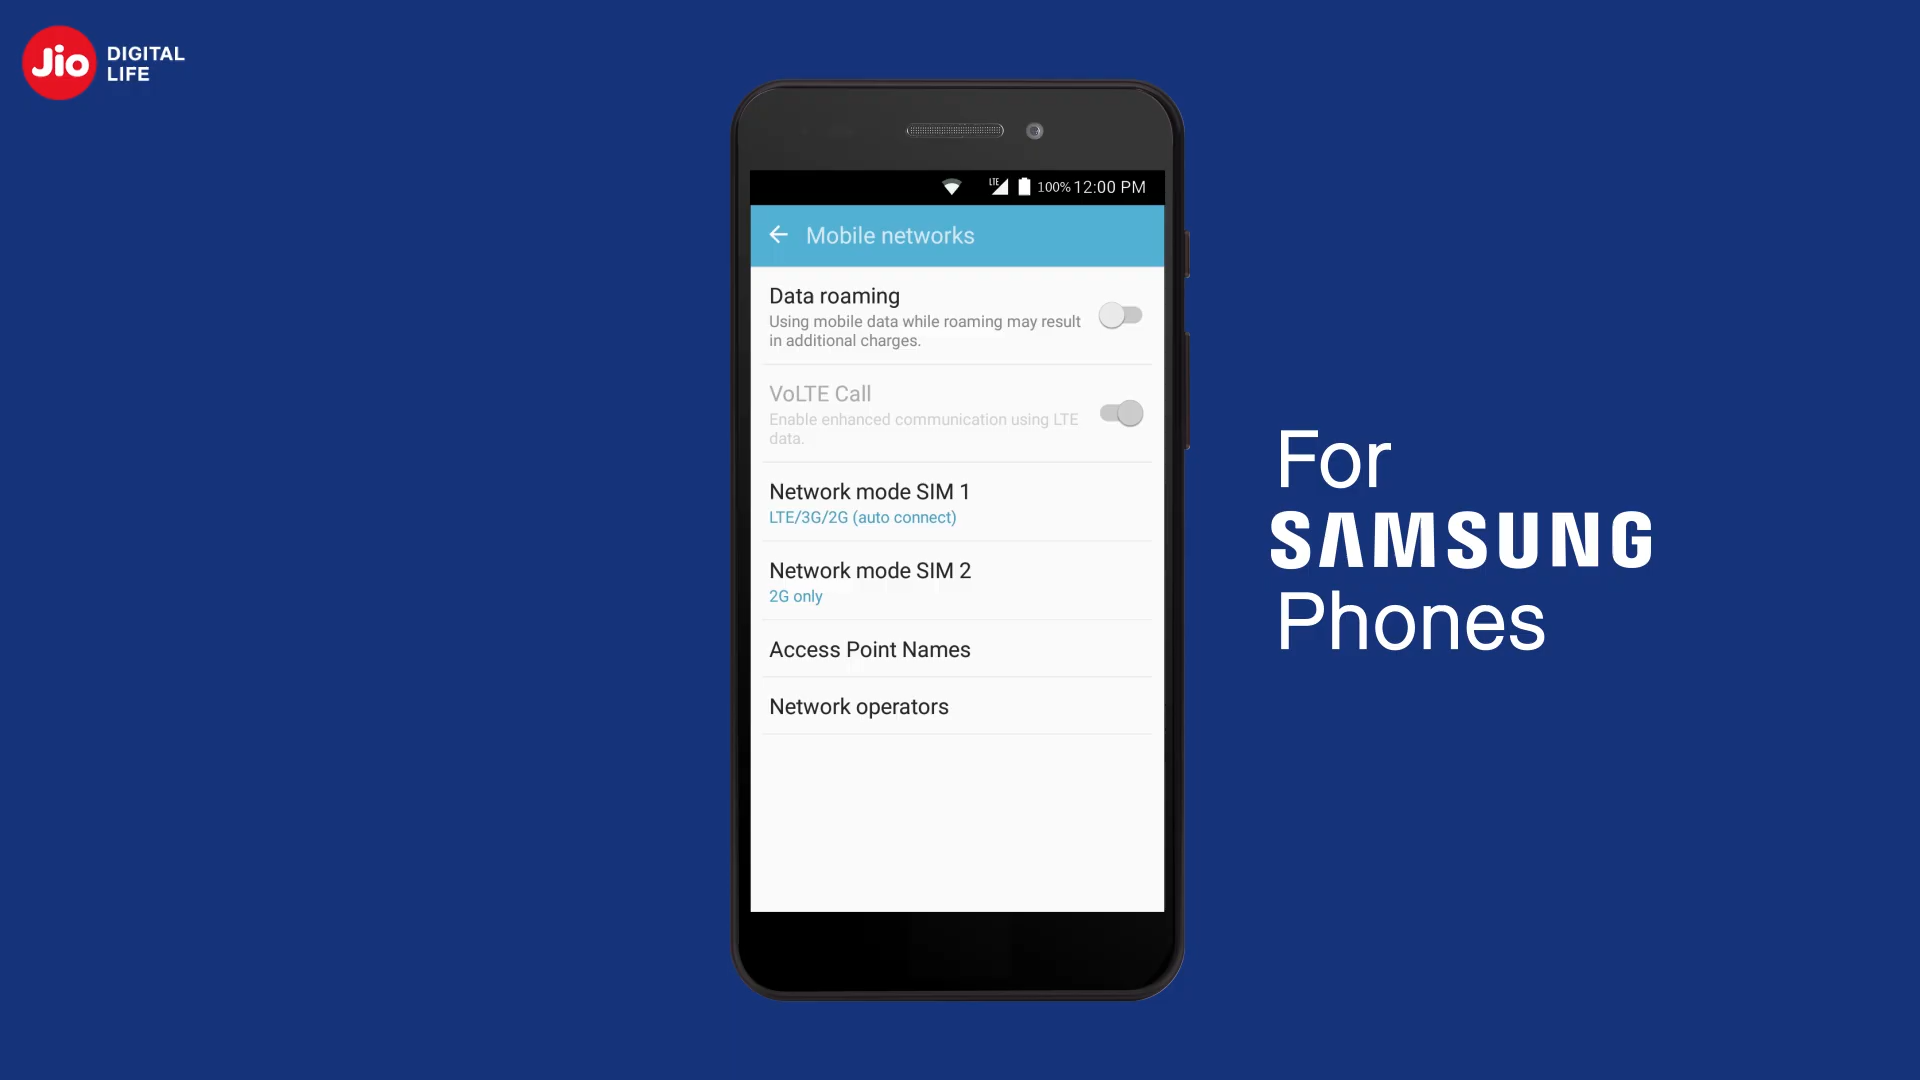 Jio DIGITAL
LIFE
LTE 100% 12:00 PM
Mobile networks
Data roaming
Using mobile data while roaming may result
in additional charges.
VoLTE Call
Enable enhanced communication using LTE
data.
Network mode SIM 1
LTE/3G/2G (auto connect)
Network mode SIM 2
2G only
Access Point Names
Network operators
For
SAMSUNG
Phones